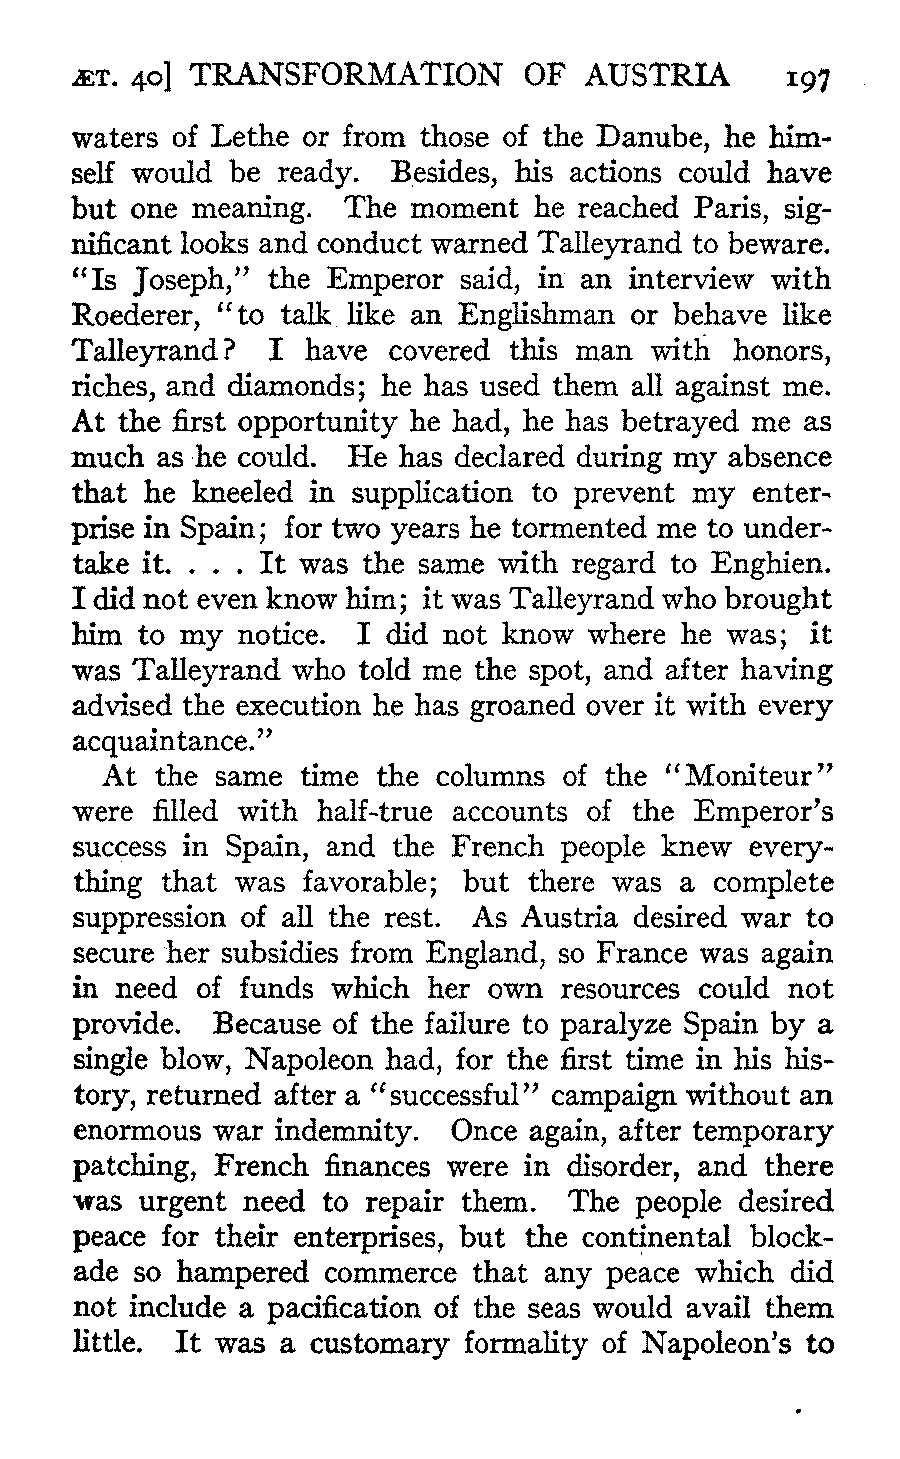 ÆT. 40] TRANSFORMATION OF AUSTRIA 197
waters of Lethe or from those of the Danube, he him-
self would be ready. Besides, his actions could have
but one meaning. The moment he reached Paris, sig-
nificant looks and conduct warned Talleyrand to beware.
"Is Joseph," the Emperor said, in an interview with
Roederer, "to talk like an Englishman or behave like
Talleyrand? I have covered this man with honors,
riches, and diamonds; he has used them all against me.
At the first opportunity he had, he has betrayed me as
much as he could. He has declared during my absence
that he kneeled in supplication to prevent my enter-
prise in Spain; for two years he tormented me to under-
take it. . . . It was the same with regard to Enghien.
I did not even know him; it was Talleyrand who brought
him to my notice. I did not know where he was; it
was Talleyrand who told me the spot, and after having
advised the execution he has groaned over it with every
acquaintance."
At the same time the columns of the "Moniteur"
were filled with half-true accounts of the Emperor's
success in Spain, and the French people knew every-
thing that was favorable; but there was a complete
suppression of all the rest. As Austria desired war to
secure her subsidies from England, so France was again
in need of funds which her own resources could not
provide. Because of the failure to paralyze Spain by a
single blow, Napoleon had, for the first time in his his-
tory, returned after a "successful" campaign without an
enormous war indemnity. Once again, after temporary
patching, French finances were in disorder, and there
was urgent need to repair them. The people desired
peace for their enterprises, but the continental block-
ade so hampered commerce that any peace which did
not include a pacification of the seas would avail them
little. It was a customary formality of Napoleon's to